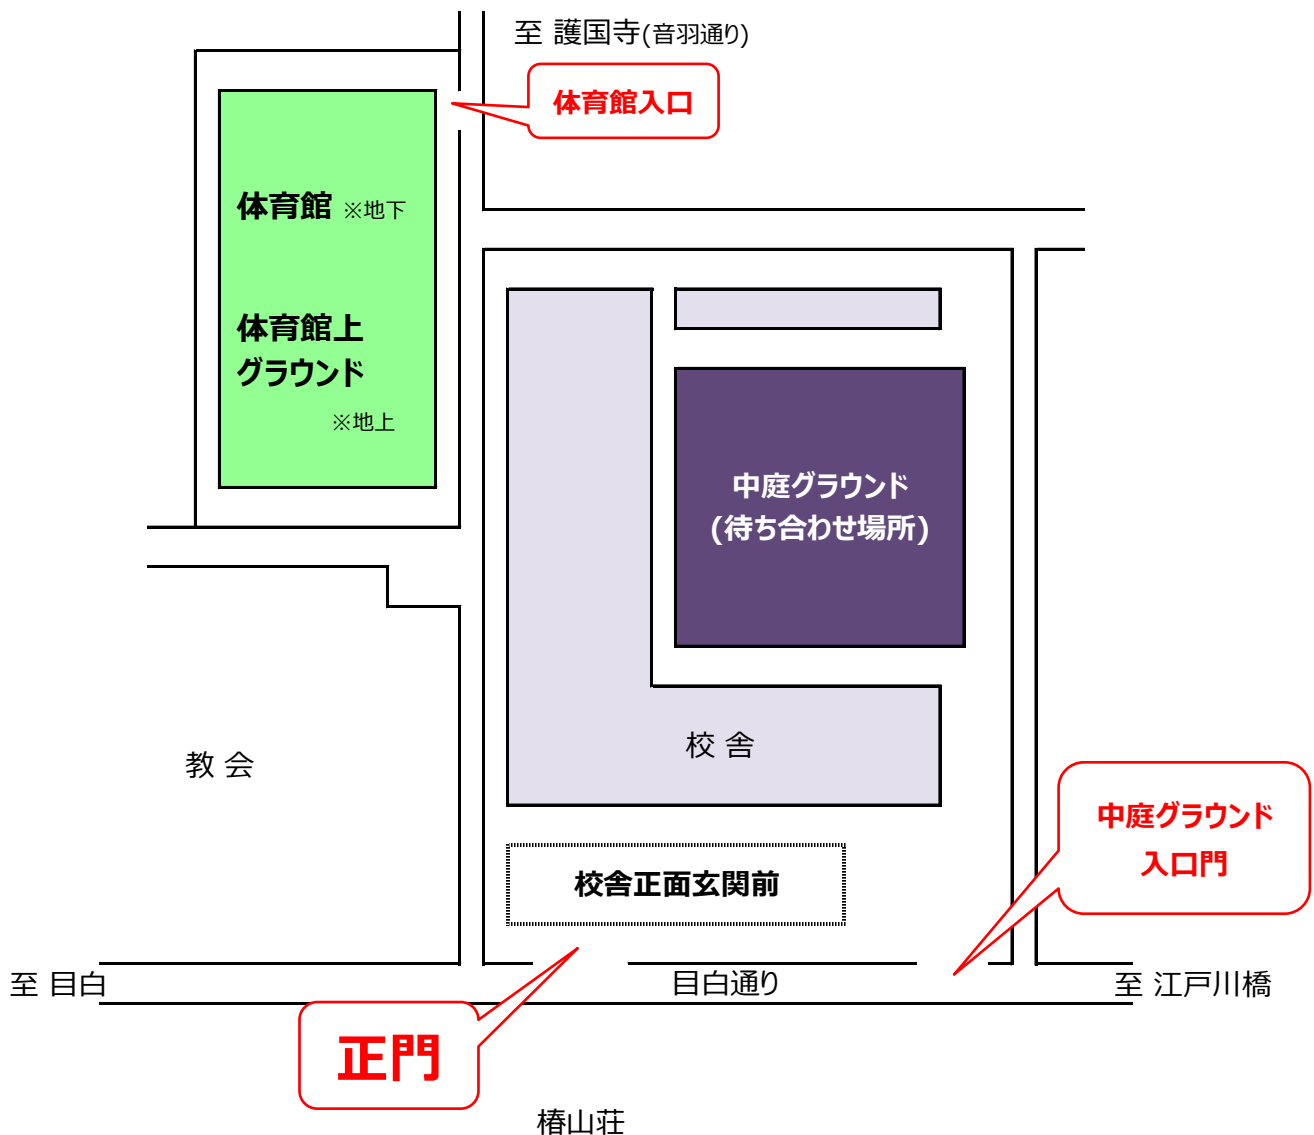 至 護国寺(音羽通り)
体育館入口
体育館 ※地下
体育館上
グラウンド
※地上
中庭グラウンド
(待ち合わせ場所)
校 舎
教 会
中庭グラウンド
入口門
校舎正面玄関前
至 目白
目白通り
至 江戸川橋
正門
椿山荘